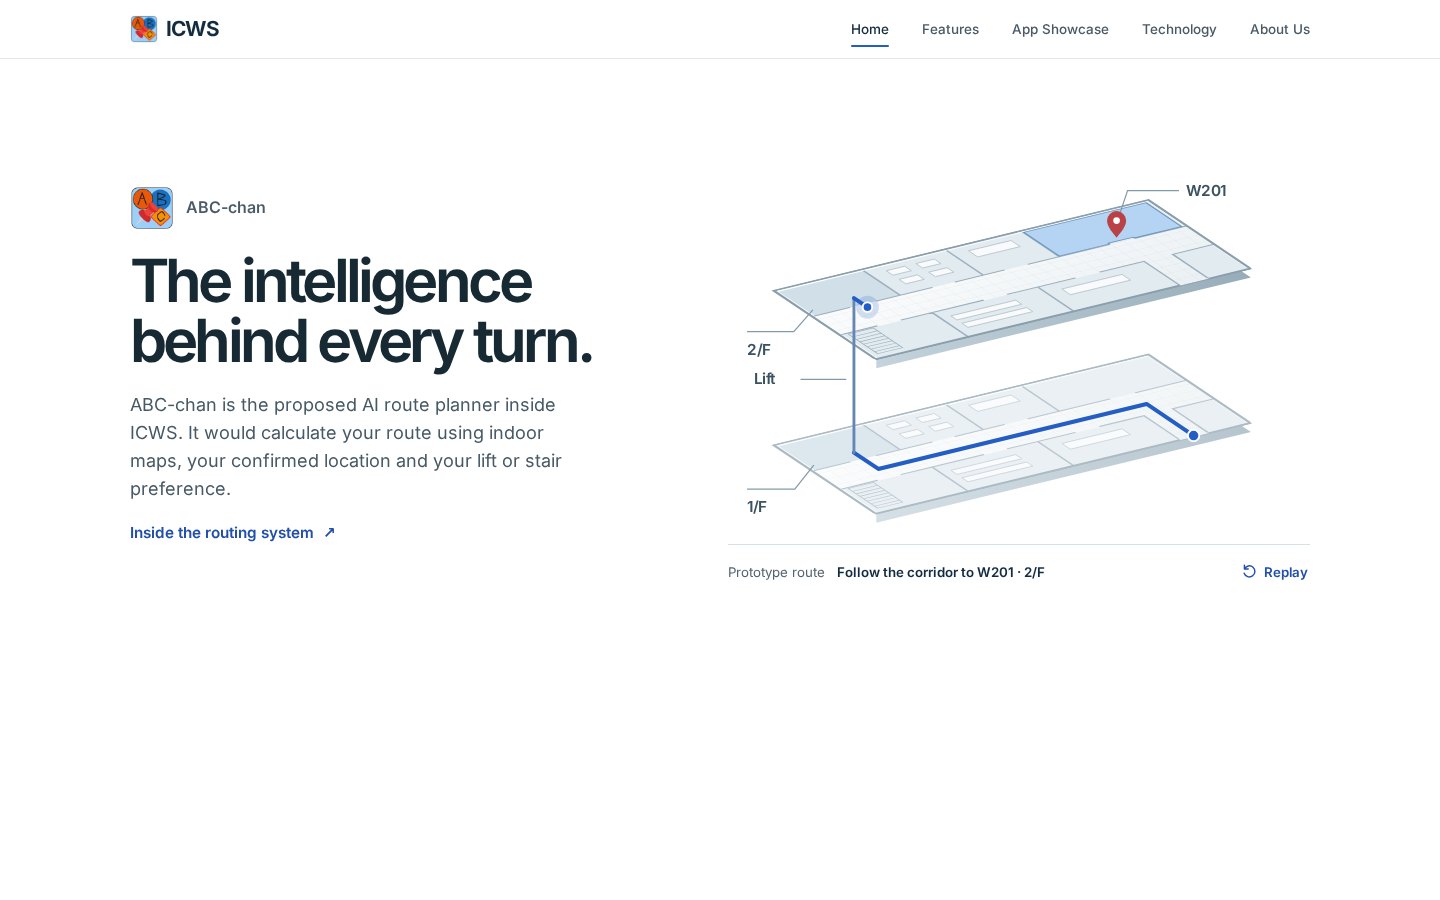 ICWS
Home Features App Showcase Technology About Us
ABC-chan
The intelligence
behind every turn.
ABC-chan is the proposed AI route planner inside
ICWS. It would calculate your route using indoor
maps, your confirmed location and your lift or stair
preference.
Inside the routing system ↗
W201
2/F
Lift
1/F
Prototype route Follow the corridor to W201 · 2/F
Replay